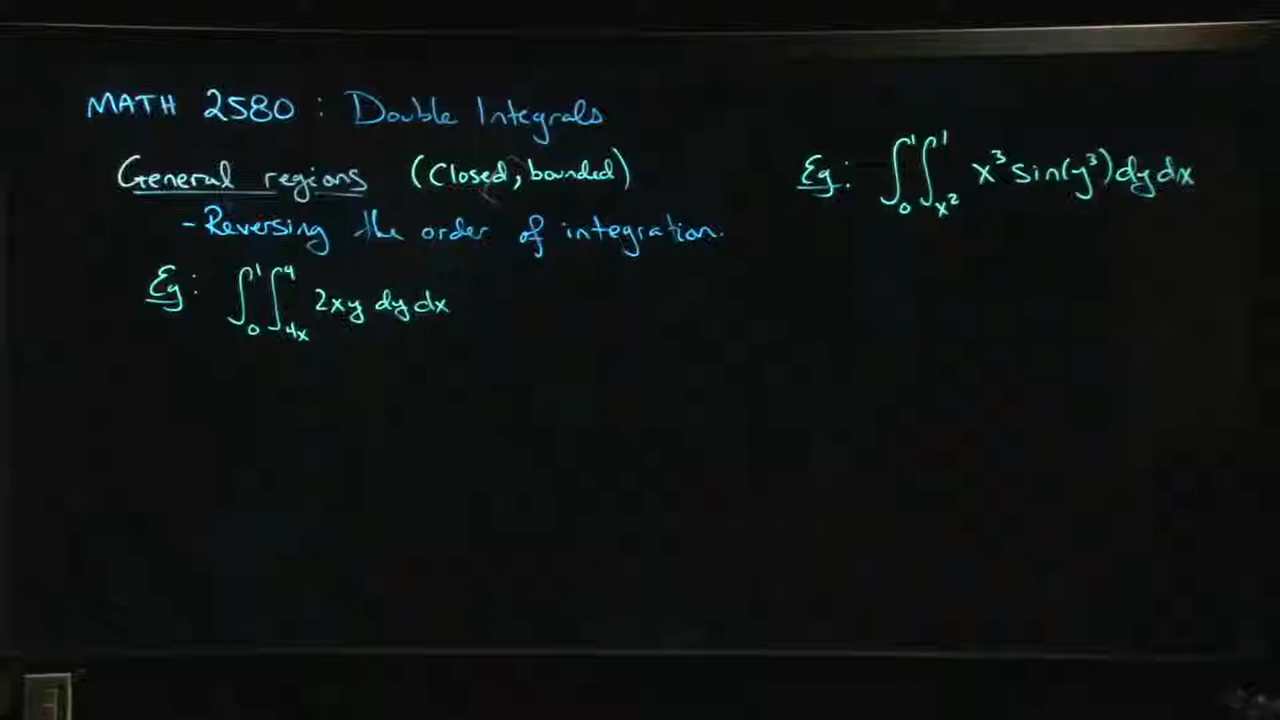 MATH 2580 : Double Integrals
General regions (Closed, bounded)
- Reversing the order of integration.
Eg: ∫₀¹∫₄ₓ⁴ 2xy dy dx
Eg: ∫₀¹∫ₓ²¹ x³ sin(y³) dy dx